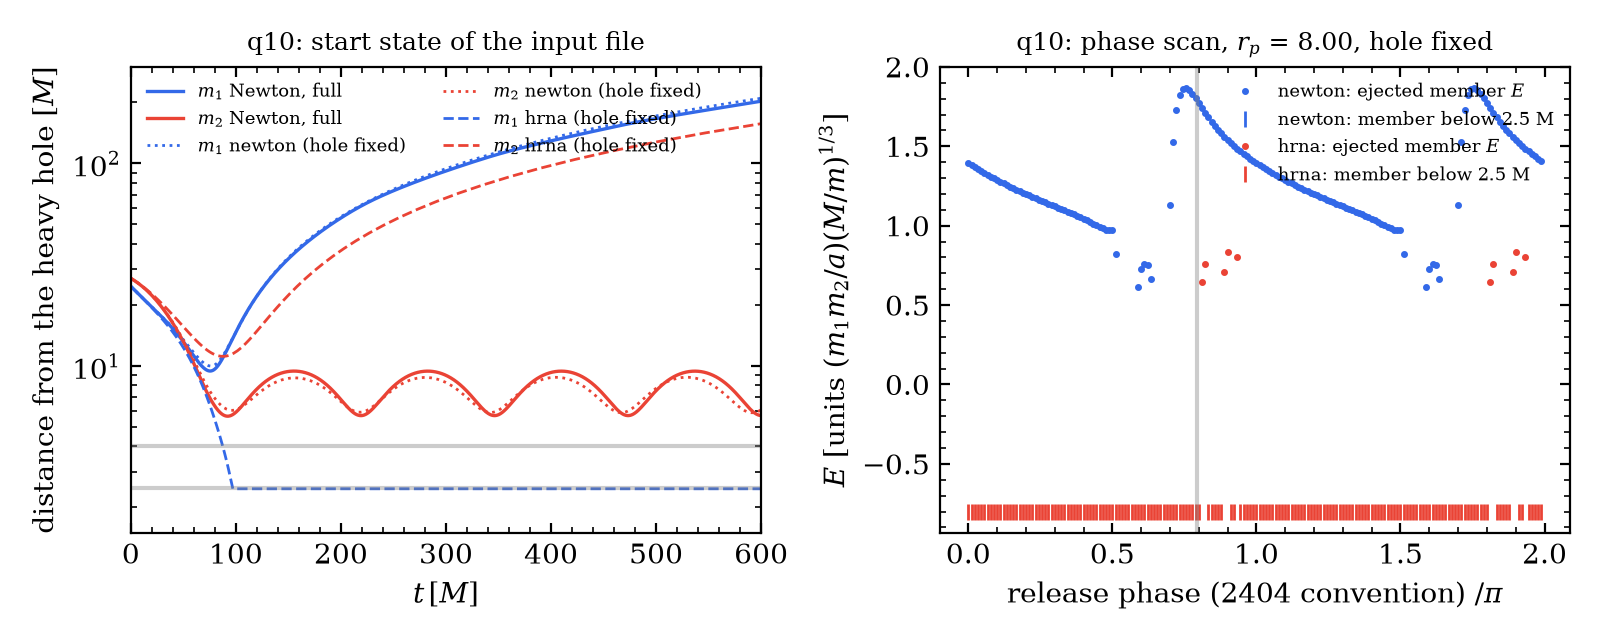 q10: start state of the input file
distance from the heavy hole [M]
10²
10¹
m₁ Newton, full
m₂ Newton, full
m₁ newton (hole fixed)
m₂ newton (hole fixed)
m₁ hrna (hole fixed)
m₂ hrna (hole fixed)
0 100 200 300 400 500 600
t [M]
q10: phase scan, rₚ = 8.00, hole fixed
E [units (m₁m₂/a)(M/m)^{1/3}]
2.0
1.5
1.0
0.5
0.0
−0.5
newton: ejected member E
newton: member below 2.5 M
hrna: ejected member E
hrna: member below 2.5 M
0.0 0.5 1.0 1.5 2.0
release phase (2404 convention) /π